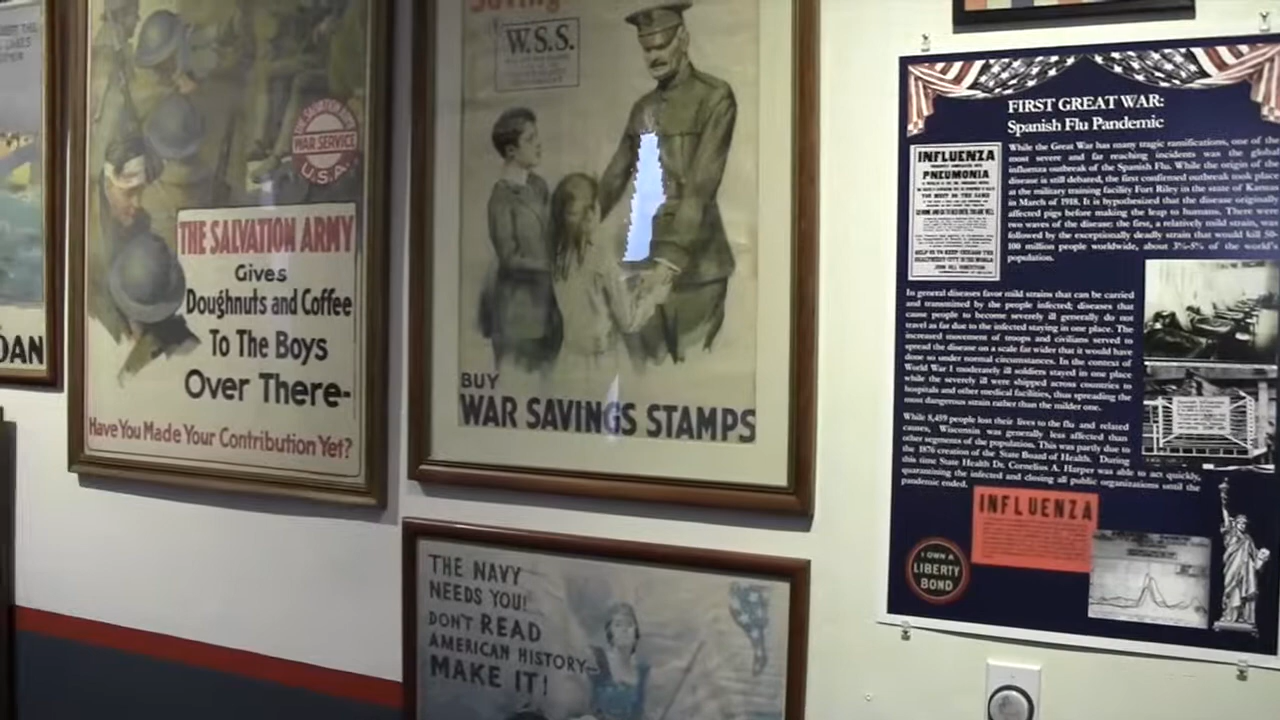 DAN
THE SALVATION ARMY
WAR SERVICE
U.S.A.
THE SALVATION ARMY
Gives
Doughnuts and Coffee
To The Boys
Over There-
Have You Made Your Contribution Yet?
Saving
W.S.S.
BUY
WAR SAVINGS STAMPS
THE NAVY
NEEDS YOU!
DON'T READ
AMERICAN HISTORY-
MAKE IT!
FIRST GREAT WAR:
Spanish Flu Pandemic
While the Great War has many tragic ramifications, one of the
most severe and far reaching incidents was the global
influenza outbreak of the Spanish Flu. While the origin of the
disease is still debated, the first confirmed outbreak took place
at the military training facility Fort Riley in the state of Kansas
in March of 1918. It is hypothesized that the disease originally
affected pigs before making the leap to humans. There were
two waves of the disease: the first, a relatively mild strain, was
followed by the exceptionally deadly strain that would kill 50-
100 million people worldwide, about 3%-5% of the world's
population.
INFLUENZA
PNEUMONIA
In general diseases favor mild strains that can be carried
and transmitted by the people infected; diseases that
cause people to become severely ill generally do not
travel as far due to the infected staying in one place. The
increased movement of troops and civilians served to
spread the disease on a scale far wider that it would have
done so under normal circumstances. In the context of
World War I moderately ill soldiers stayed in one place
while the severely ill were shipped across countries to
hospitals and other medical facilities, thus spreading the
most dangerous strain rather than the milder one.
While 8,459 people lost their lives to the flu and related
causes, Wisconsin was generally less affected than
other segments of the population. This was partly due to
the 1876 creation of the State Board of Health. During
this time State Health Dr. Cornelius A. Harper was able to act quickly,
quarantining the infected and closing all public organizations until the
pandemic ended.
INFLUENZA
I OWN A
LIBERTY
BOND